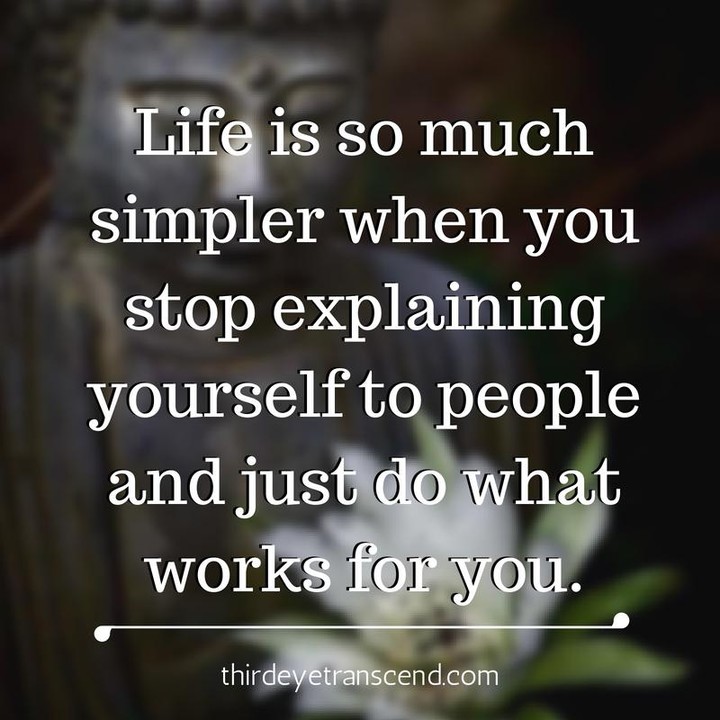 Life is so much
simpler when you
stop explaining
yourself to people
and just do what
works for you.
thirdeyetranscend.com